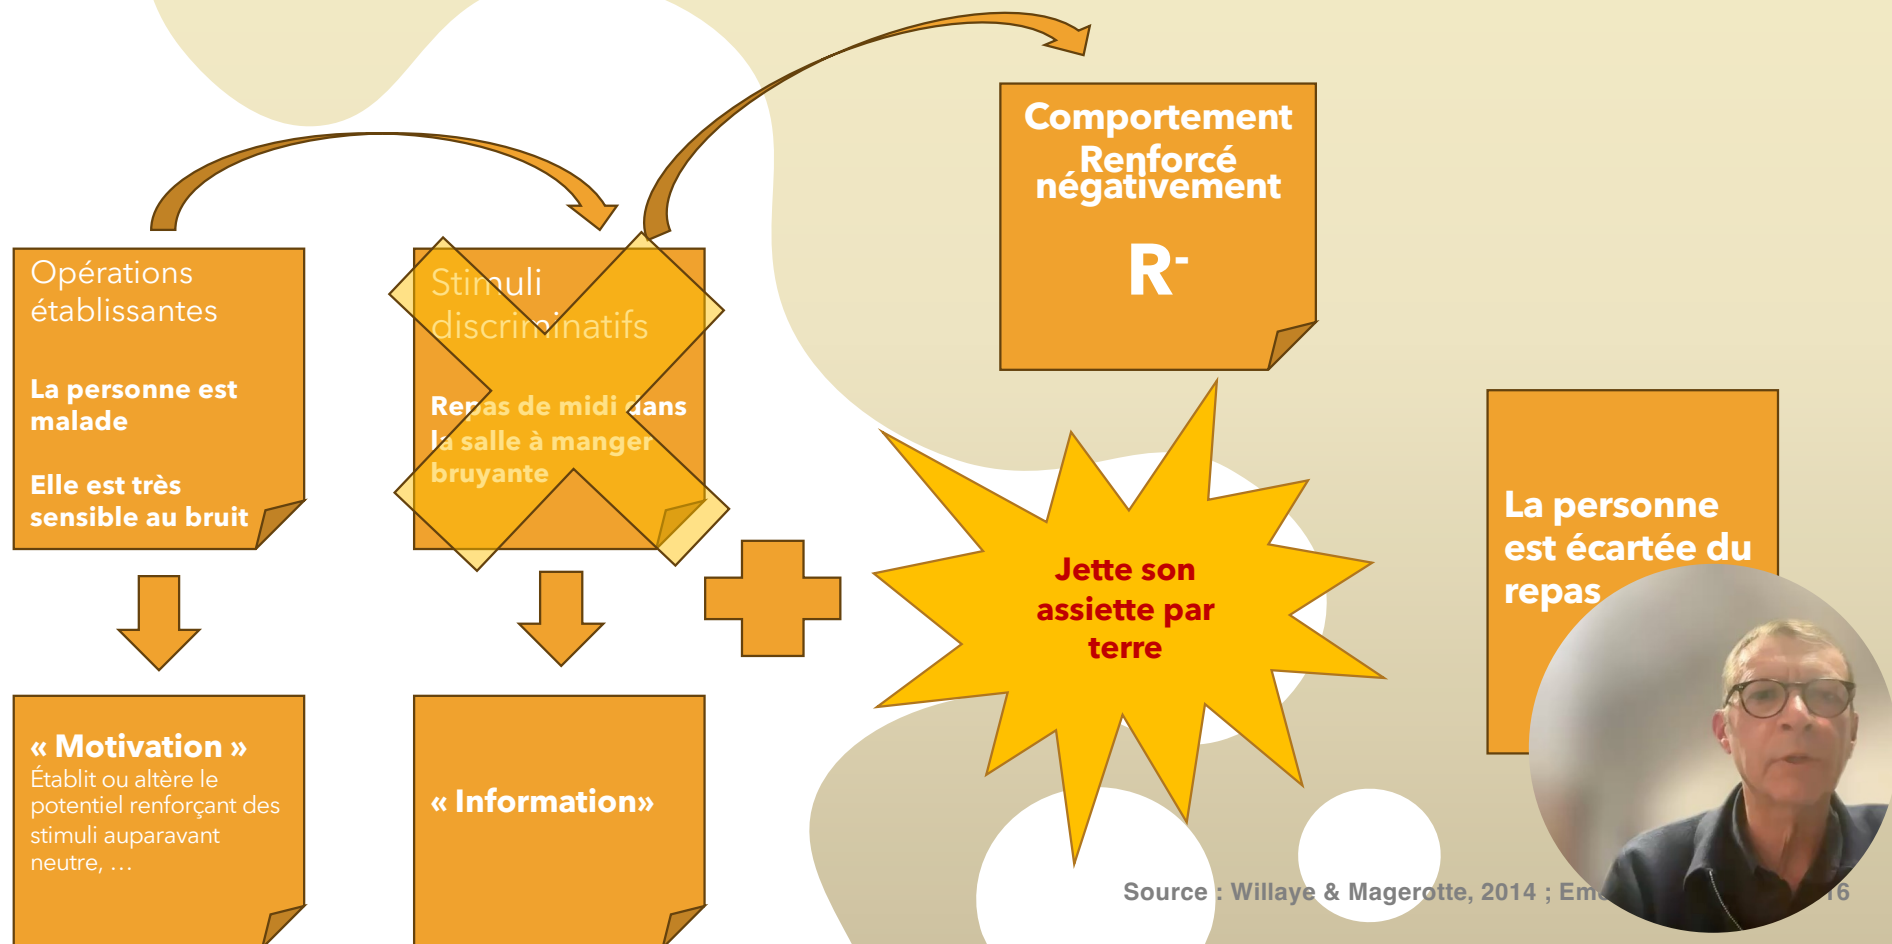 Comportement
Renforcé
négativement
R-
Opérations
établissantes
La personne est
malade
Elle est très
sensible au bruit
Stimuli
discriminatifs
Repas de midi dans
la salle à manger
bruyante
Jette son
assiette par
terre
La personne
est écartée du
repas
« Motivation »
Établit ou altère le
potentiel renforçant des
stimuli auparavant
neutre, …
« Information»
Source : Willaye & Magerotte, 2014 ;